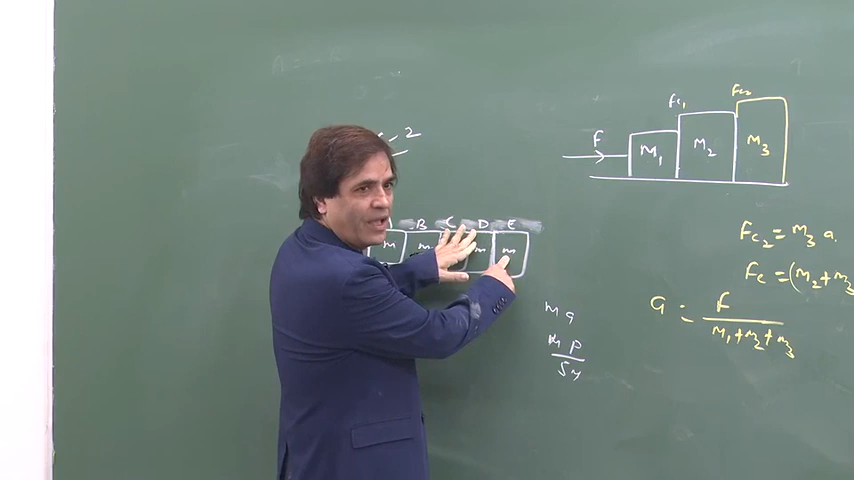 2
F
Fc₁
Fc₂
m₁
m₂
m₃
B C D E
m m m m
Fc₂ = m₃ a.
Fc = (m₂+m₃
a = F / m₁+m₂+m₃
m a
m P / 5m